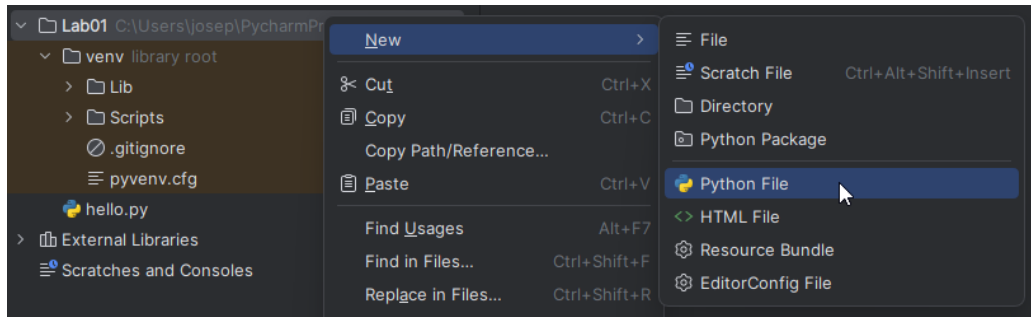 Lab01 C:\Users\josep\PycharmPr
venv library root
Lib
Scripts
.gitignore
pyvenv.cfg
hello.py
External Libraries
Scratches and Consoles
New
Cut Ctrl+X
Copy Ctrl+C
Copy Path/Reference...
Paste Ctrl+V
Find Usages Alt+F7
Find in Files... Ctrl+Shift+F
Replace in Files... Ctrl+Shift+R
File
Scratch File Ctrl+Alt+Shift+Insert
Directory
Python Package
Python File
HTML File
Resource Bundle
EditorConfig File